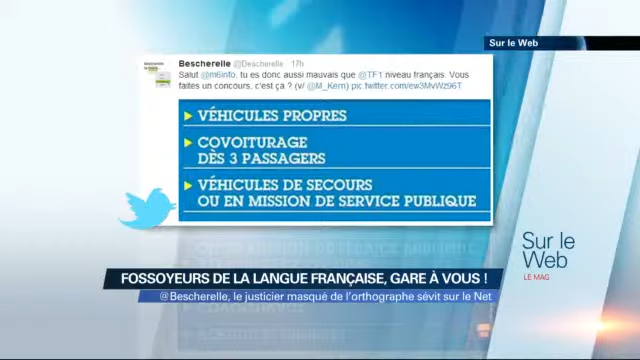 Sur le Web
Bescherelle @Bescherelle · 17h
Salut @m6info, tu es donc aussi mauvais que @TF1 niveau français. Vous
faites un concours, c'est ça ? (v/ @M_Kern) pic.twitter.com/ew3MvWz96T
VÉHICULES PROPRES
COVOITURAGE
DÈS 3 PASSAGERS
VÉHICULES DE SECOURS
OU EN MISSION DE SERVICE PUBLIQUE
Sur le
Web
LE MAG
FOSSOYEURS DE LA LANGUE FRANÇAISE, GARE À VOUS !
@Bescherelle, le justicier masqué de l'orthographe sévit sur le Net